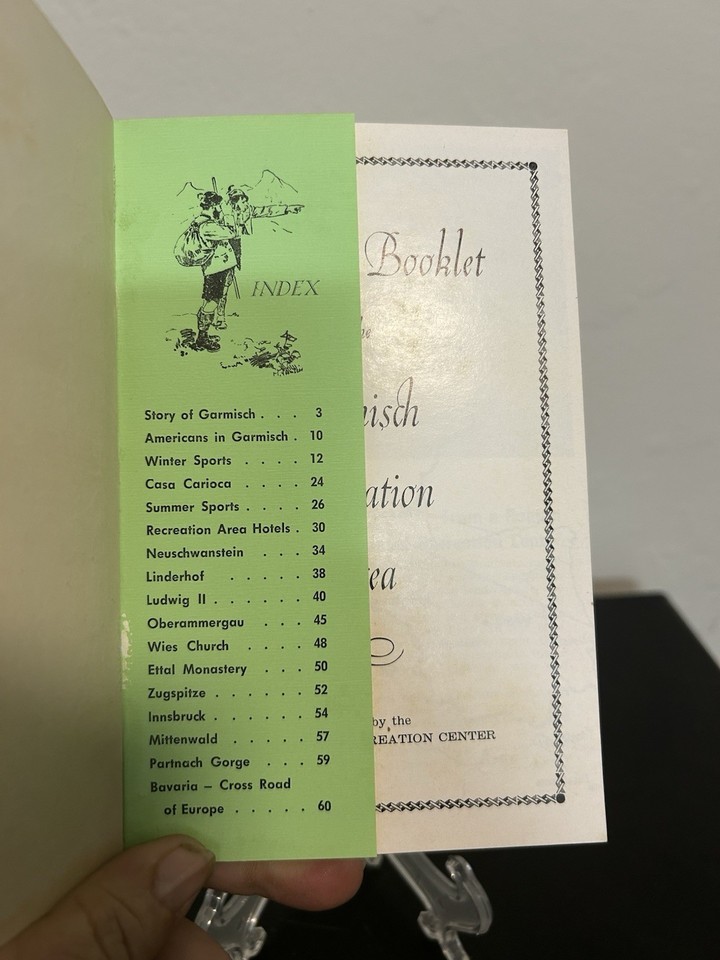 INDEX
Story of Garmisch . . . 3
Americans in Garmisch . 10
Winter Sports . . . . 12
Casa Carioca . . . . 24
Summer Sports . . . . 26
Recreation Area Hotels . 30
Neuschwanstein . . . 34
Linderhof . . . . . 38
Ludwig II . . . . . . 40
Oberammergau . . . 45
Wies Church . . . . 48
Ettal Monastery . . . 50
Zugspitze . . . . . . 52
Innsbruck . . . . . . 54
Mittenwald . . . . . 57
Partnach Gorge . . . 59
Bavaria – Cross Road
of Europe . . . . . 60
Booklet
he
isch
ation
ea
by the
REATION CENTER